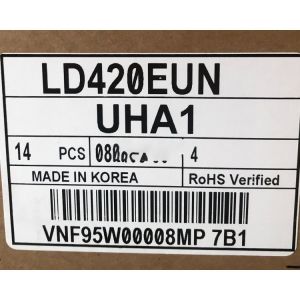 LD420EUN
UHA1
14 PCS 4
MADE IN KOREA RoHS Verified
VNF95W00008MP 7B1